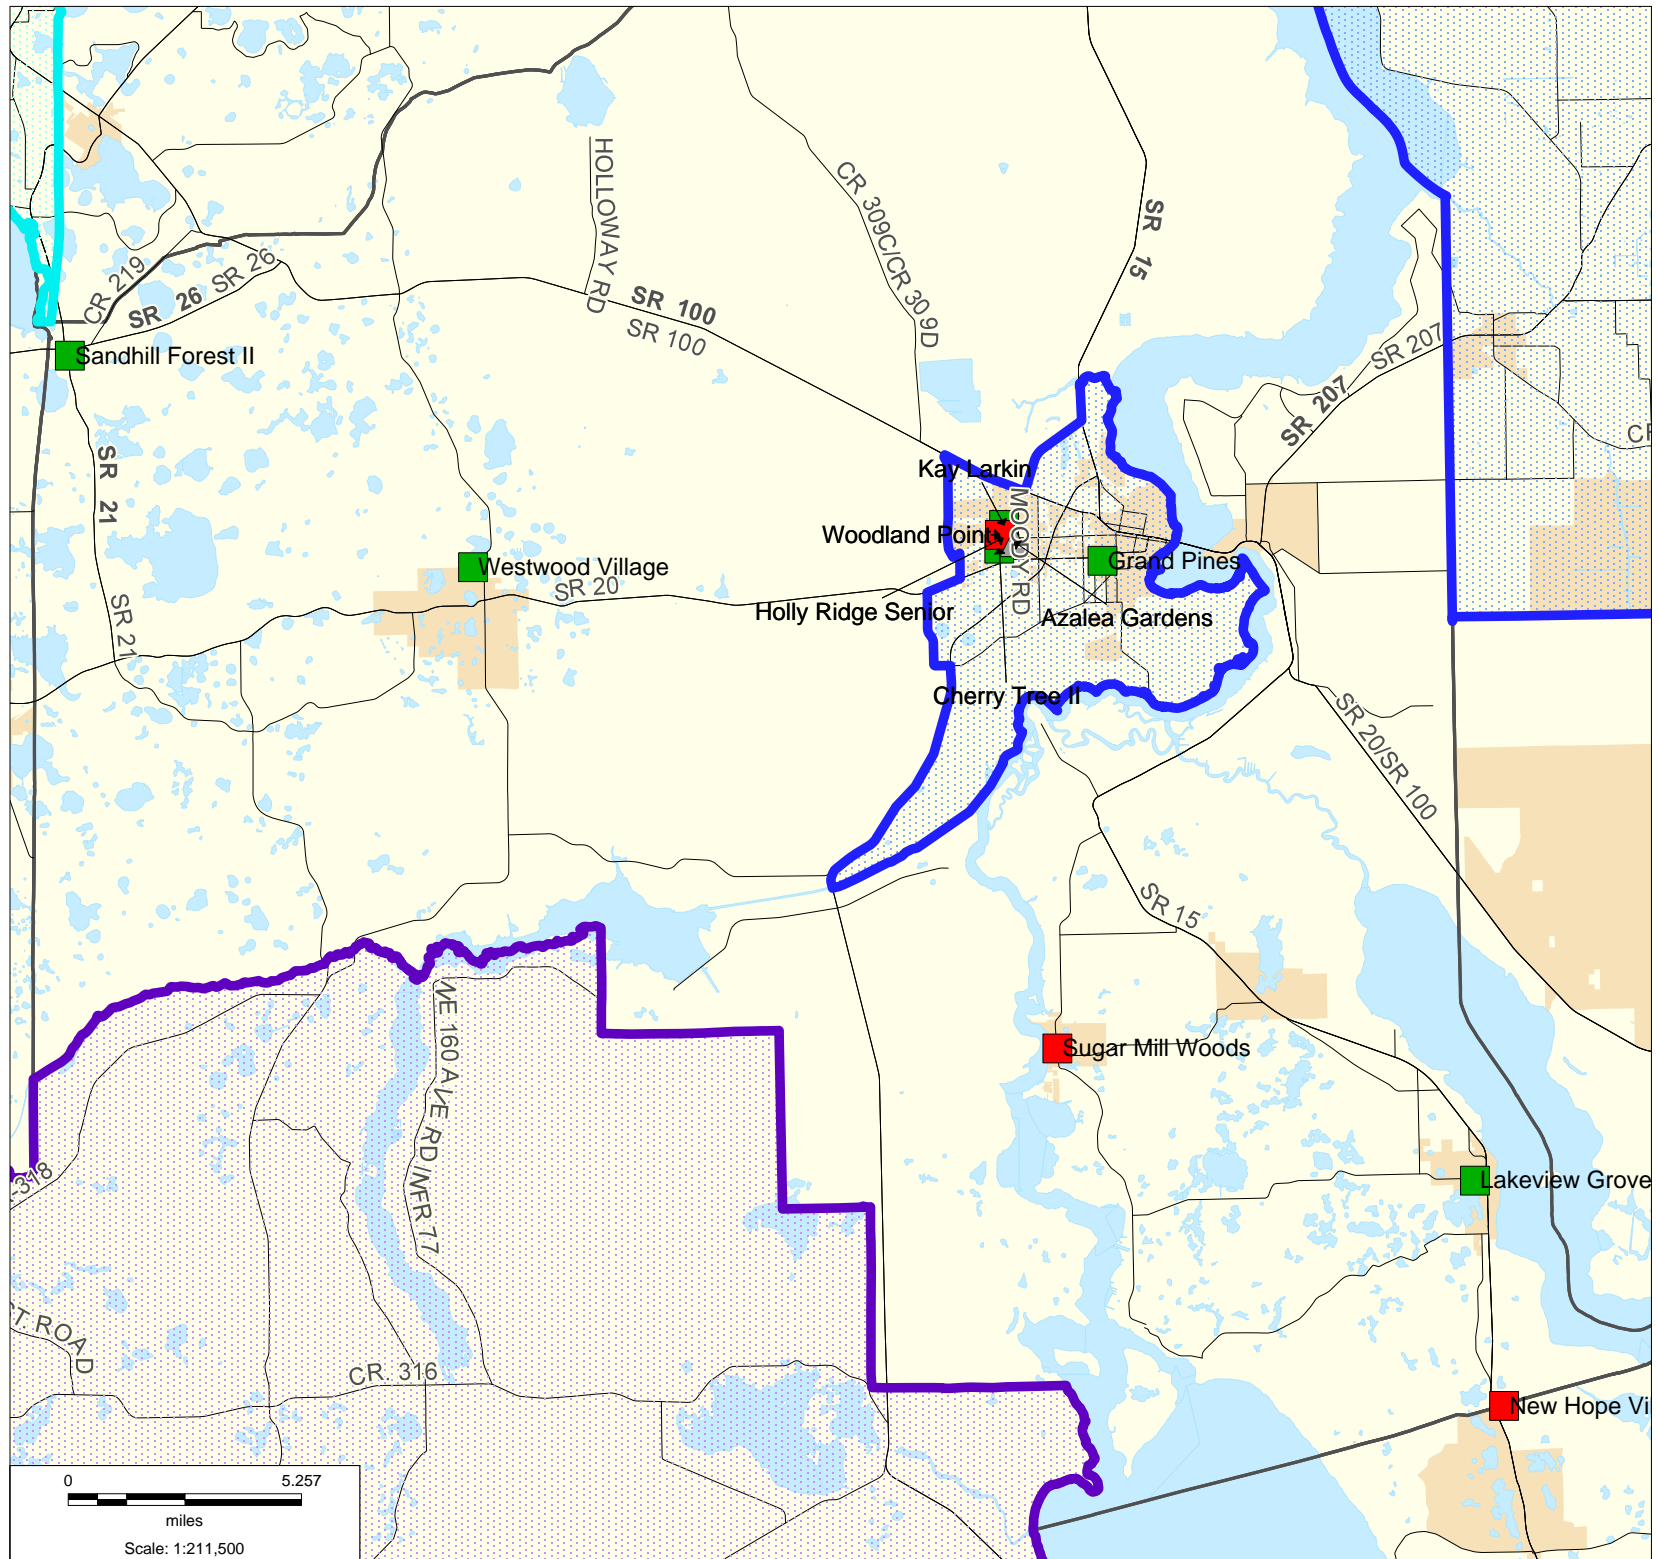 HOLLOWAY RD
CR 309C/CR 309D
SR 15
CR 219
SR 26
SR 26
SR 100
SR 100
SR 207
SR 207
Sandhill Forest II
CR
SR 21
Kay Larkin
MOODY RD
Woodland Point
Westwood Village
Grand Pines
SR 20
Holly Ridge Senior
Azalea Gardens
SR 21
Cherry Tree II
SR 20/SR 100
SR 15
NE 160 AVE RD/NFR 77
Sugar Mill Woods
-318
Lakeview Grove
T. ROAD
CR. 316
New Hope Vi
0 5.257
miles
Scale: 1:211,500